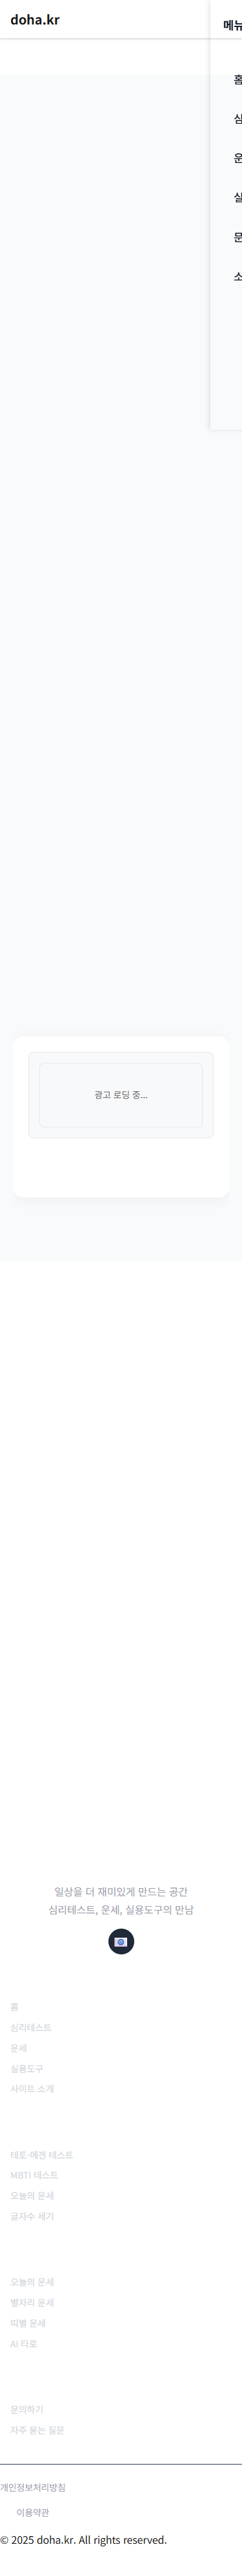 doha.kr
메뉴
홈
심
운
실
문
소
광고 로딩 중...
일상을 더 재미있게 만드는 공간
심리테스트, 운세, 실용도구의 만남
홈
심리테스트
운세
실용도구
사이트 소개
테토-에겐 테스트
MBTI 테스트
오늘의 운세
글자수 세기
오늘의 운세
별자리 운세
띠별 운세
AI 타로
문의하기
자주 묻는 질문
개인정보처리방침
이용약관
© 2025 doha.kr. All rights reserved.